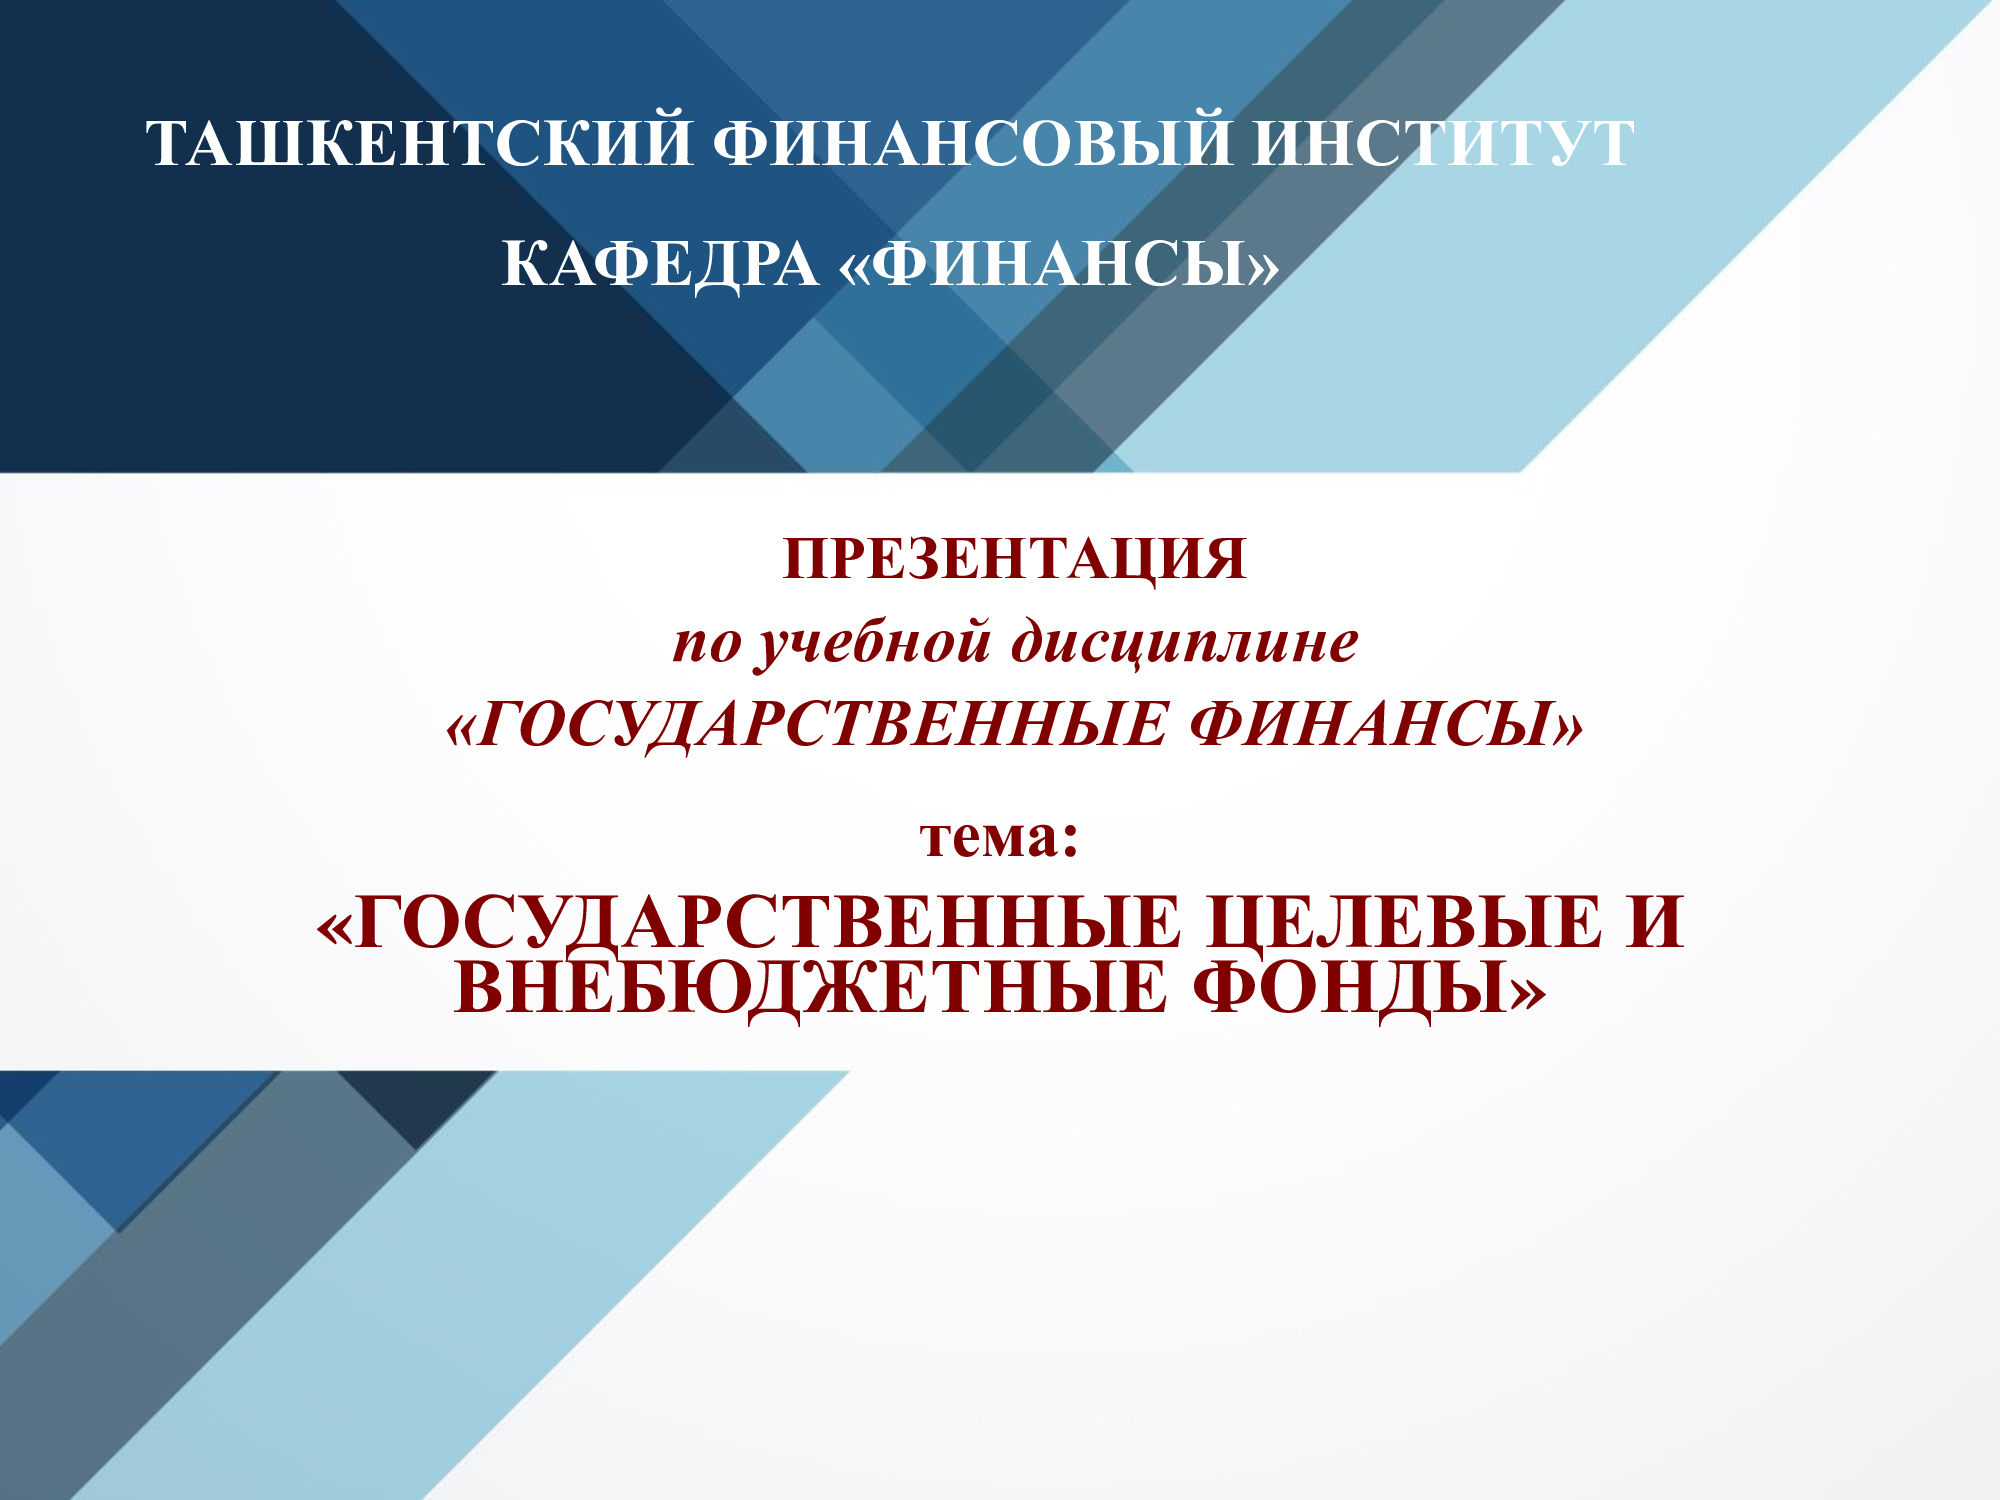 ТАШКЕНТСКИЙ ФИНАНСОВЫЙ ИНСТИТУТ
КАФЕДРА «ФИНАНСЫ»
ПРЕЗЕНТАЦИЯ
по учебной дисциплине
«ГОСУДАРСТВЕННЫЕ ФИНАНСЫ»
тема:
«ГОСУДАРСТВЕННЫЕ ЦЕЛЕВЫЕ И
ВНЕБЮДЖЕТНЫЕ ФОНДЫ»